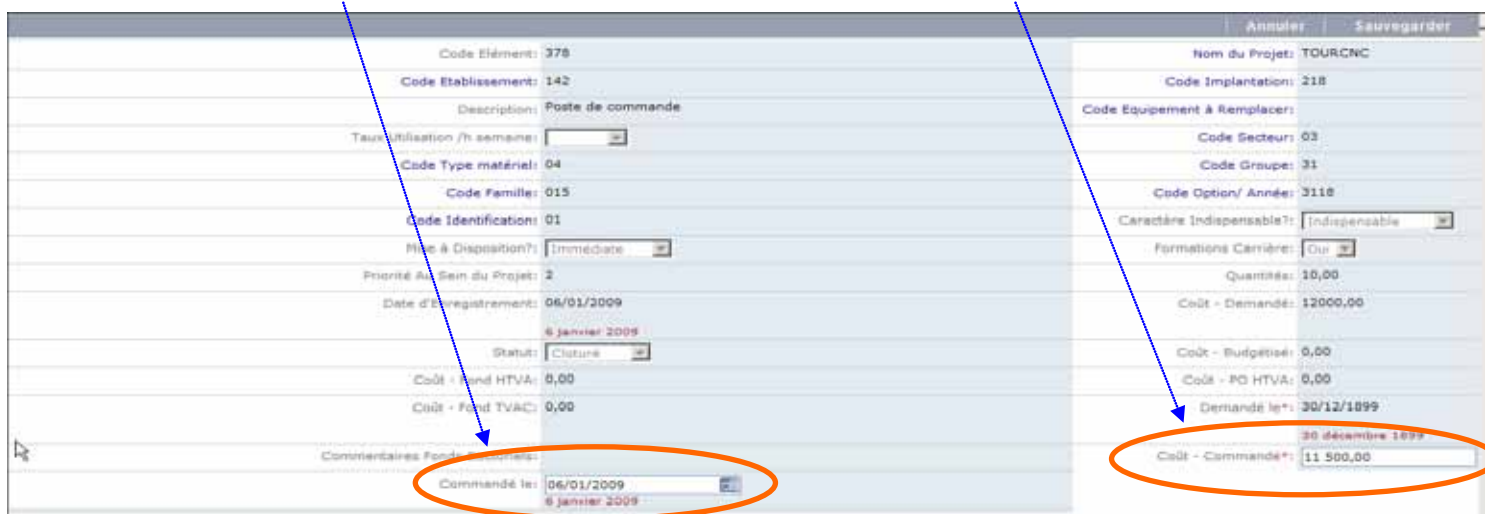 Annuler | Sauvegarder
Code Elément: 378 Nom du Projet: TOURCNC
Code Etablissement: 142 Code Implantation: 218
Description: Poste de commande Code Equipement à Remplacer:
Taux Utilisation /h semaine: Code Secteur: 03
Code Type matériel: 04 Code Groupe: 31
Code Famille: 015 Code Option/ Année: 3118
Code Identification: 01 Caractère Indispensable?: Indispensable
Mise à Disposition?: Immédiate Formations Carrière: Oui
Priorité Au Sein du Projet: 2 Quantités: 10,00
Date d'Enregistrement: 06/01/2009 Coût - Demandé: 12000,00
6 janvier 2009
Statut: Cloturé Coût - Budgétisé: 0,00
Coût - Fond HTVA: 0,00 Coût - PO HTVA: 0,00
Coût - Fond TVAC: 0,00 Demandé le*: 30/12/1899
30 décembre 1899
Commentaires Fonds Sectoriels: Coût - Commandé*: 11 500,00
Commandé le: 06/01/2009
6 janvier 2009